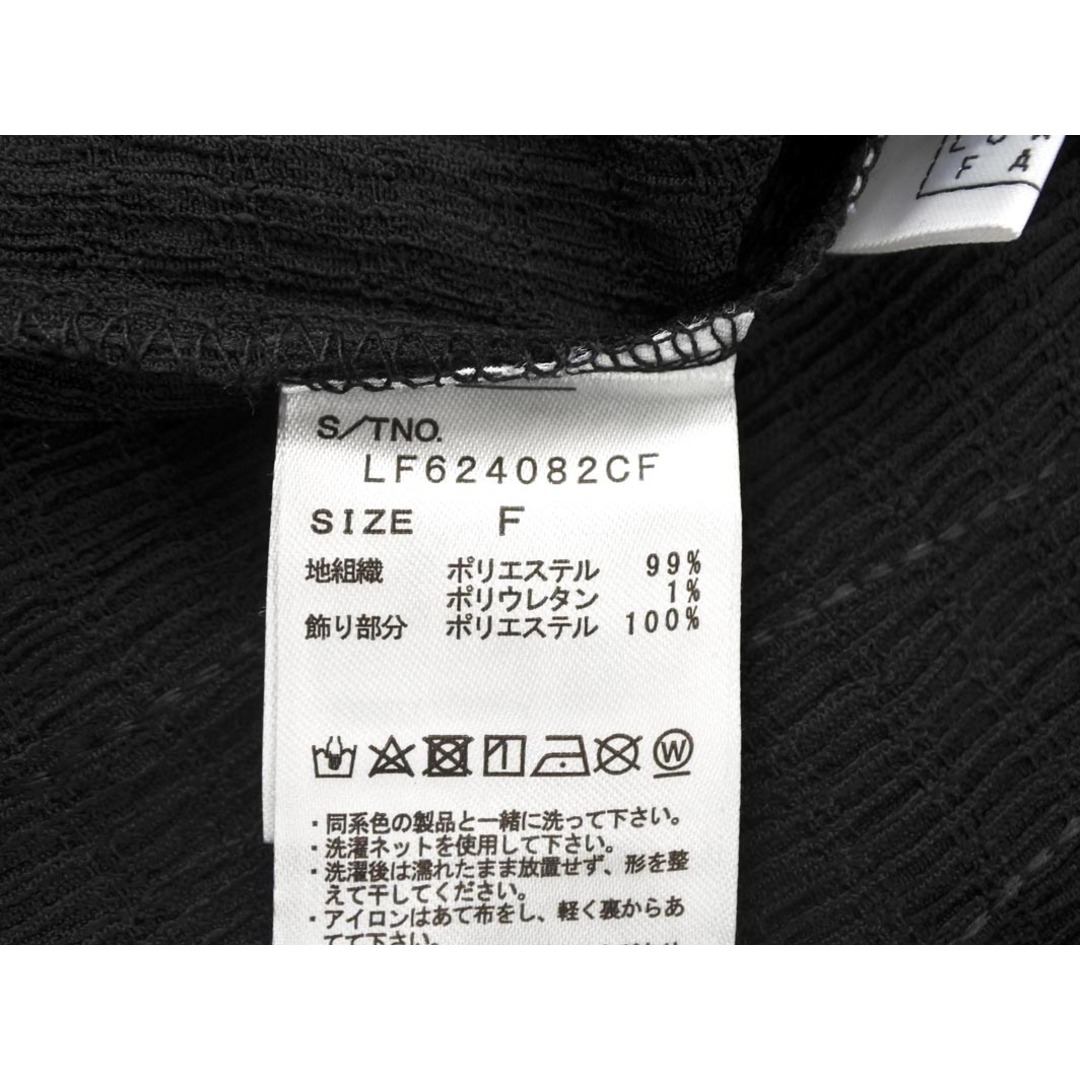 F A
S/TNO.
LF624082CF
SIZE F
地組織 ポリエステル 99%
ポリウレタン 1%
飾り部分 ポリエステル 100%
W
・同系色の製品と一緒に洗って下さい。
・洗濯ネットを使用して下さい。
・洗濯後は濡れたまま放置せず、形を整
えて干してください。
・アイロンはあて布をし、軽く裏からあ
てて下さい。